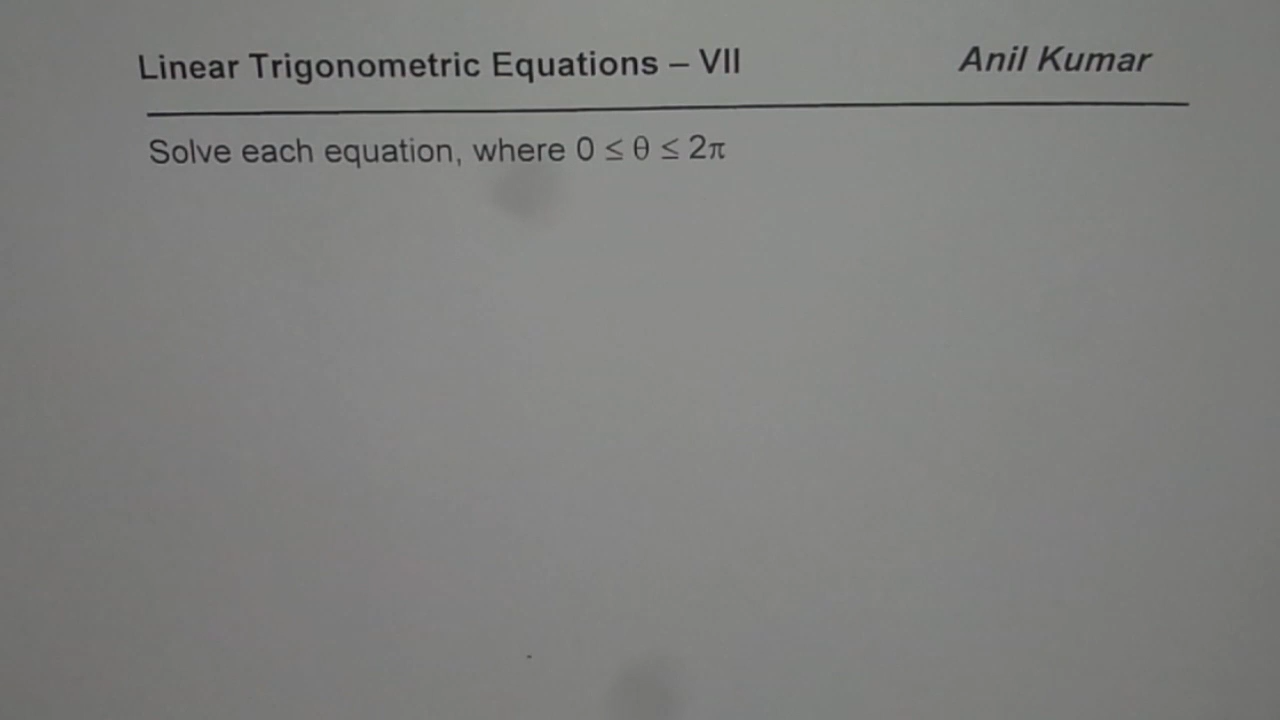 Linear Trigonometric Equations – VII Anil Kumar
Solve each equation, where 0 ≤ θ ≤ 2π